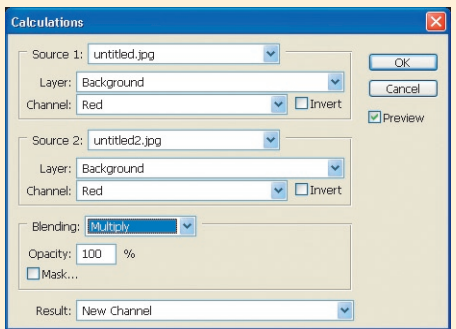 Calculations
Source 1: untitled.jpg
OK
Layer: Background
Cancel
Channel: Red Invert
Preview
Source 2: untitled2.jpg
Layer: Background
Channel: Red Invert
Blending: Multiply
Opacity: 100 %
Mask...
Result: New Channel